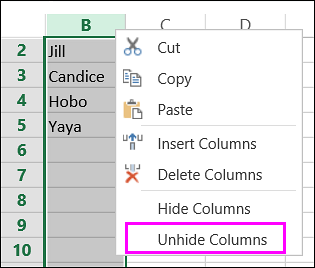 B C D
2 Jill
3 Candice
4 Hobo
5 Yaya
6
7
8
9
10
Cut
Copy
Paste
Insert Columns
Delete Columns
Hide Columns
Unhide Columns